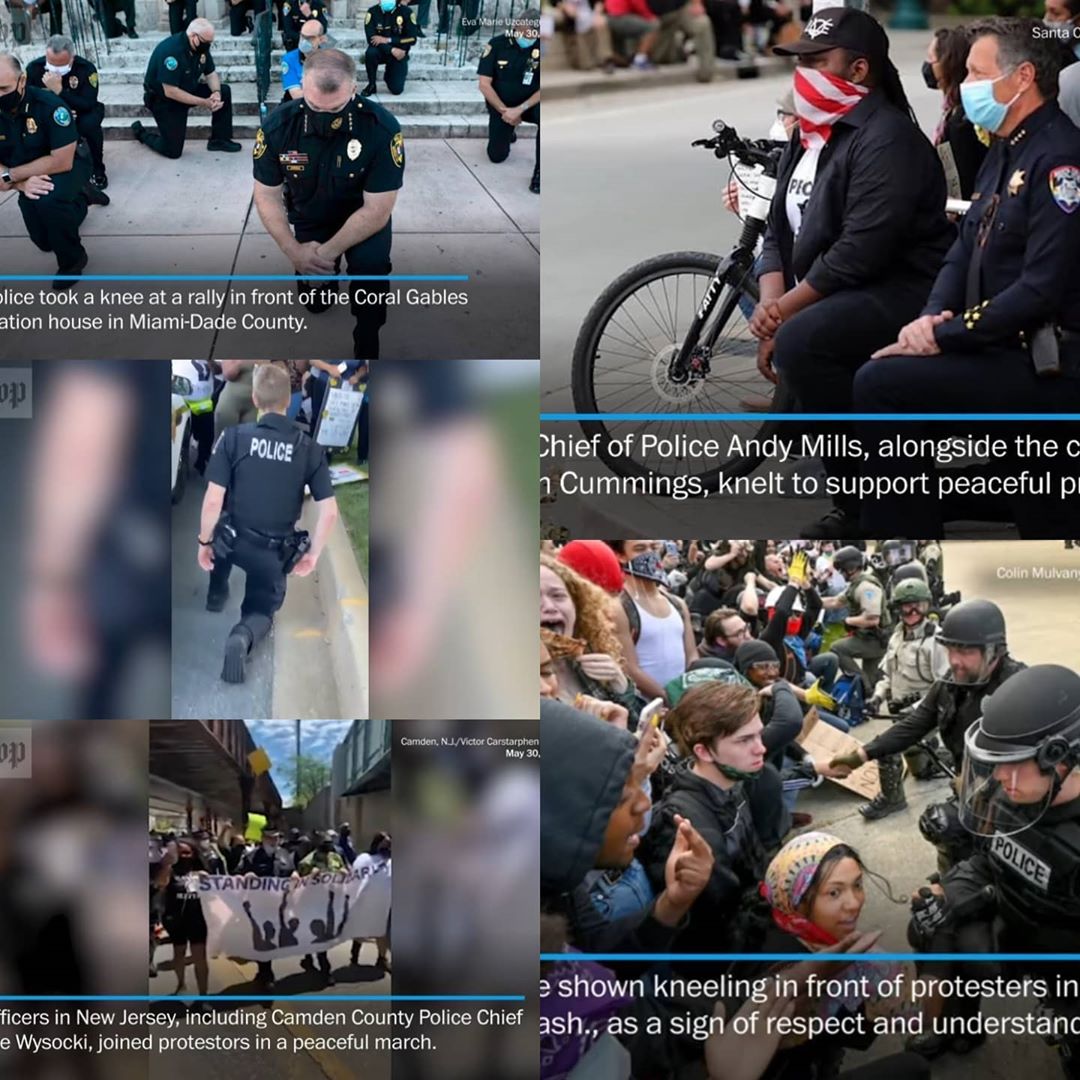 Eva Marie Uzcateg
May 30,
olice took a knee at a rally in front of the Coral Gables
ation house in Miami-Dade County.
Santa C
FARM
Chief of Police Andy Mills, alongside the c
n Cummings, knelt to support peaceful pr
op
POLICE
Colin Mulvany
POLICE
e shown kneeling in front of protesters in
ash., as a sign of respect and understand
op
Camden, N.J./Victor Carstarphen
May 30,
STANDING IN SOLIDARITY
fficers in New Jersey, including Camden County Police Chief
e Wysocki, joined protestors in a peaceful march.